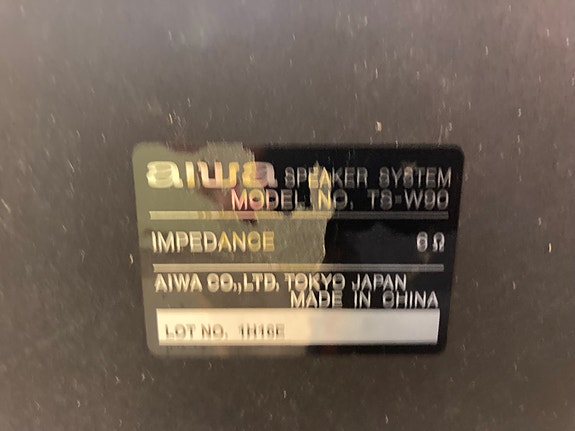 aiwa SPEAKER SYSTEM
MODEL NO. TS-W90
IMPEDANCE 6Ω
AIWA CO.,LTD. TOKYO JAPAN
MADE IN CHINA
LOT NO. 1H16E